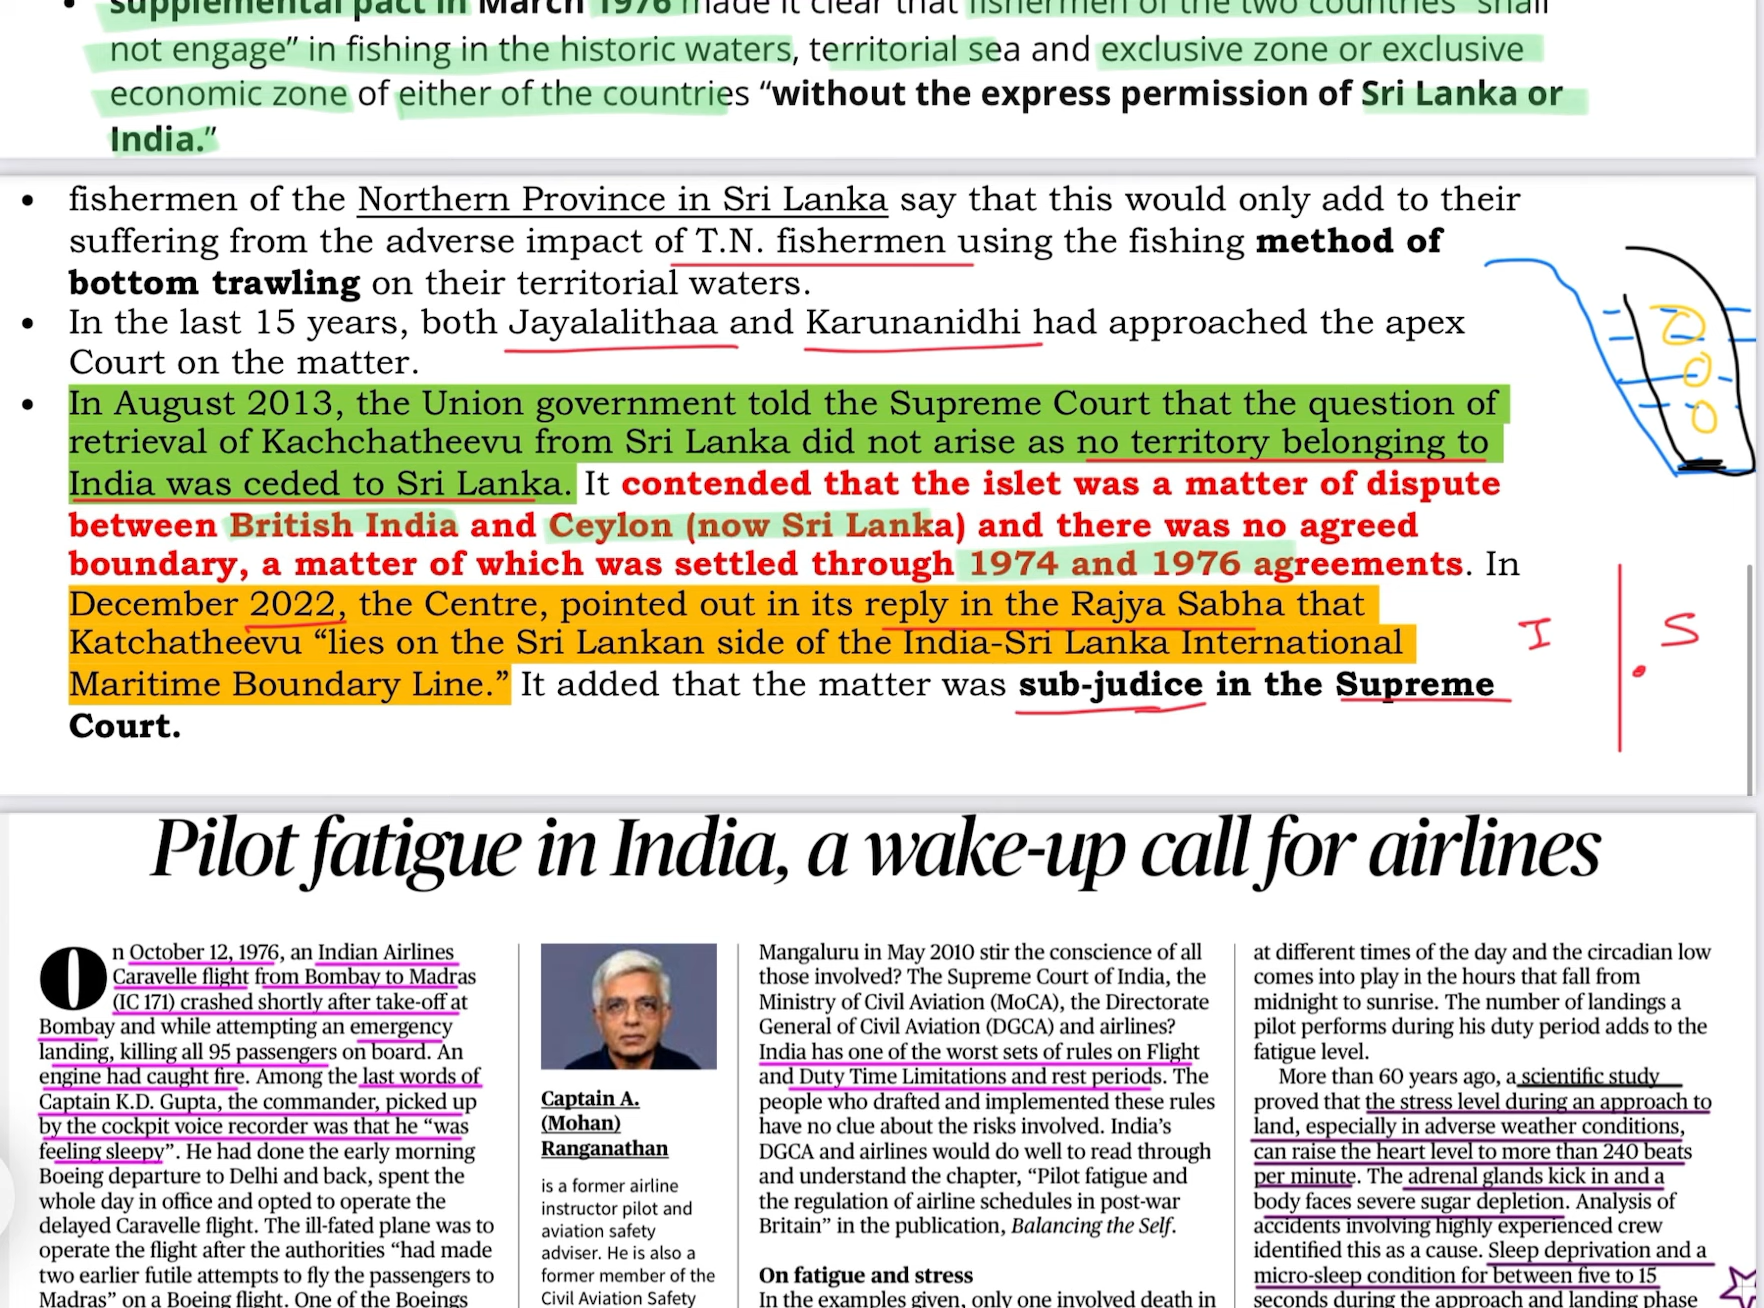 supplemental pact in March 1976 made it clear that fishermen of the two countries “shall
not engage” in fishing in the historic waters, territorial sea and exclusive zone or exclusive
economic zone of either of the countries “without the express permission of Sri Lanka or
India.”
• fishermen of the Northern Province in Sri Lanka say that this would only add to their
suffering from the adverse impact of T.N. fishermen using the fishing method of
bottom trawling on their territorial waters.
• In the last 15 years, both Jayalalithaa and Karunanidhi had approached the apex
Court on the matter.
• In August 2013, the Union government told the Supreme Court that the question of
retrieval of Kachchatheevu from Sri Lanka did not arise as no territory belonging to
India was ceded to Sri Lanka. It contended that the islet was a matter of dispute
between British India and Ceylon (now Sri Lanka) and there was no agreed
boundary, a matter of which was settled through 1974 and 1976 agreements. In
December 2022, the Centre, pointed out in its reply in the Rajya Sabha that
Katchatheevu “lies on the Sri Lankan side of the India-Sri Lanka International
Maritime Boundary Line.” It added that the matter was sub-judice in the Supreme
Court.
I S
Pilot fatigue in India, a wake-up call for airlines
On October 12, 1976, an Indian Airlines
Caravelle flight from Bombay to Madras
(IC 171) crashed shortly after take-off at
Bombay and while attempting an emergency
landing, killing all 95 passengers on board. An
engine had caught fire. Among the last words of
Captain K.D. Gupta, the commander, picked up
by the cockpit voice recorder was that he “was
feeling sleepy”. He had done the early morning
Boeing departure to Delhi and back, spent the
whole day in office and opted to operate the
delayed Caravelle flight. The ill-fated plane was to
operate the flight after the authorities “had made
two earlier futile attempts to fly the passengers to
Madras” on a Boeing flight. One of the Boeings
Captain A.
(Mohan)
Ranganathan
is a former airline
instructor pilot and
aviation safety
adviser. He is also a
former member of the
Civil Aviation Safety
Mangaluru in May 2010 stir the conscience of all
those involved? The Supreme Court of India, the
Ministry of Civil Aviation (MoCA), the Directorate
General of Civil Aviation (DGCA) and airlines?
India has one of the worst sets of rules on Flight
and Duty Time Limitations and rest periods. The
people who drafted and implemented these rules
have no clue about the risks involved. India’s
DGCA and airlines would do well to read through
and understand the chapter, “Pilot fatigue and
the regulation of airline schedules in post-war
Britain” in the publication, Balancing the Self.
On fatigue and stress
In the examples given, only one involved death in
at different times of the day and the circadian low
comes into play in the hours that fall from
midnight to sunrise. The number of landings a
pilot performs during his duty period adds to the
fatigue level.
More than 60 years ago, a scientific study
proved that the stress level during an approach to
land, especially in adverse weather conditions,
can raise the heart level to more than 240 beats
per minute. The adrenal glands kick in and a
body faces severe sugar depletion. Analysis of
accidents involving highly experienced crew
identified this as a cause. Sleep deprivation and a
micro-sleep condition for between five to 15
seconds during the approach and landing phase